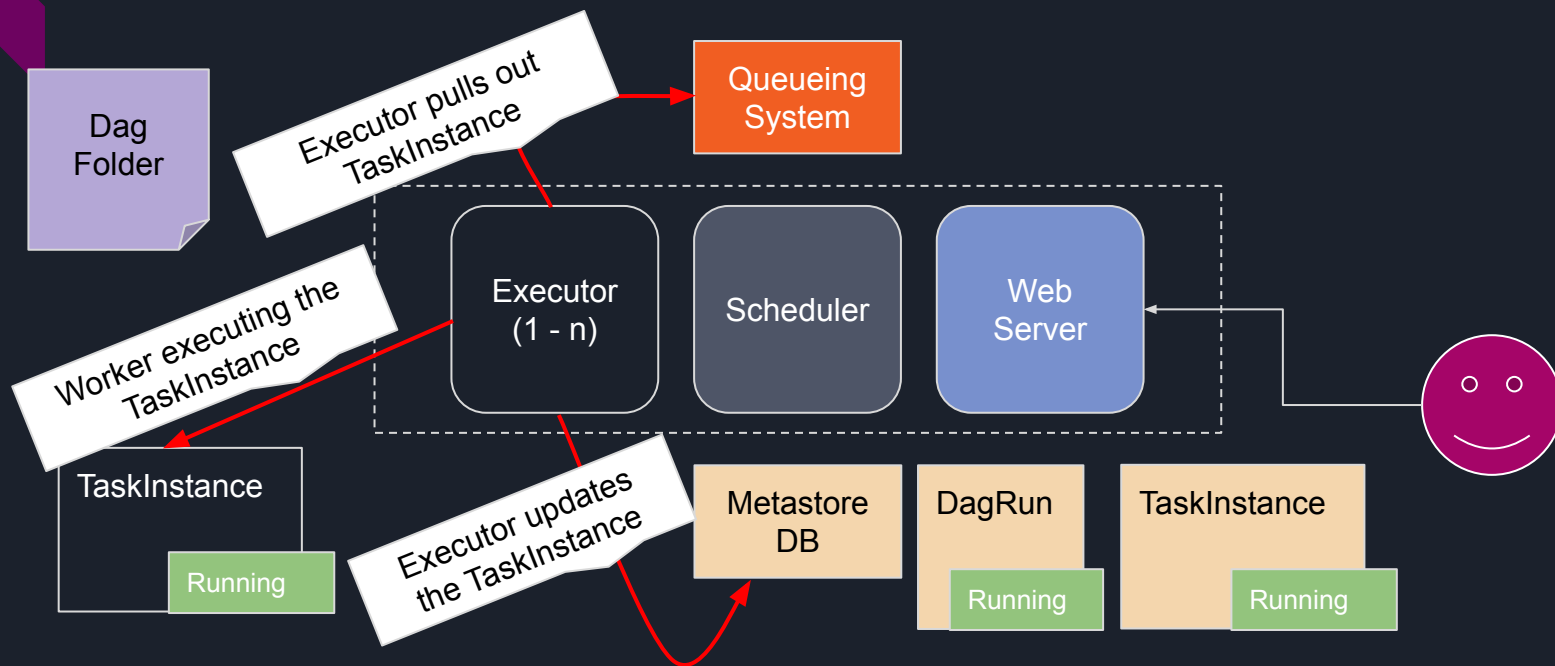 Dag
Folder
Executor pulls out
TaskInstance
Queueing
System
Executor
(1 - n)
Scheduler
Web
Server
Worker executing the
TaskInstance
TaskInstance
Running
Executor updates
the TaskInstance
Metastore
DB
DagRun
Running
TaskInstance
Running